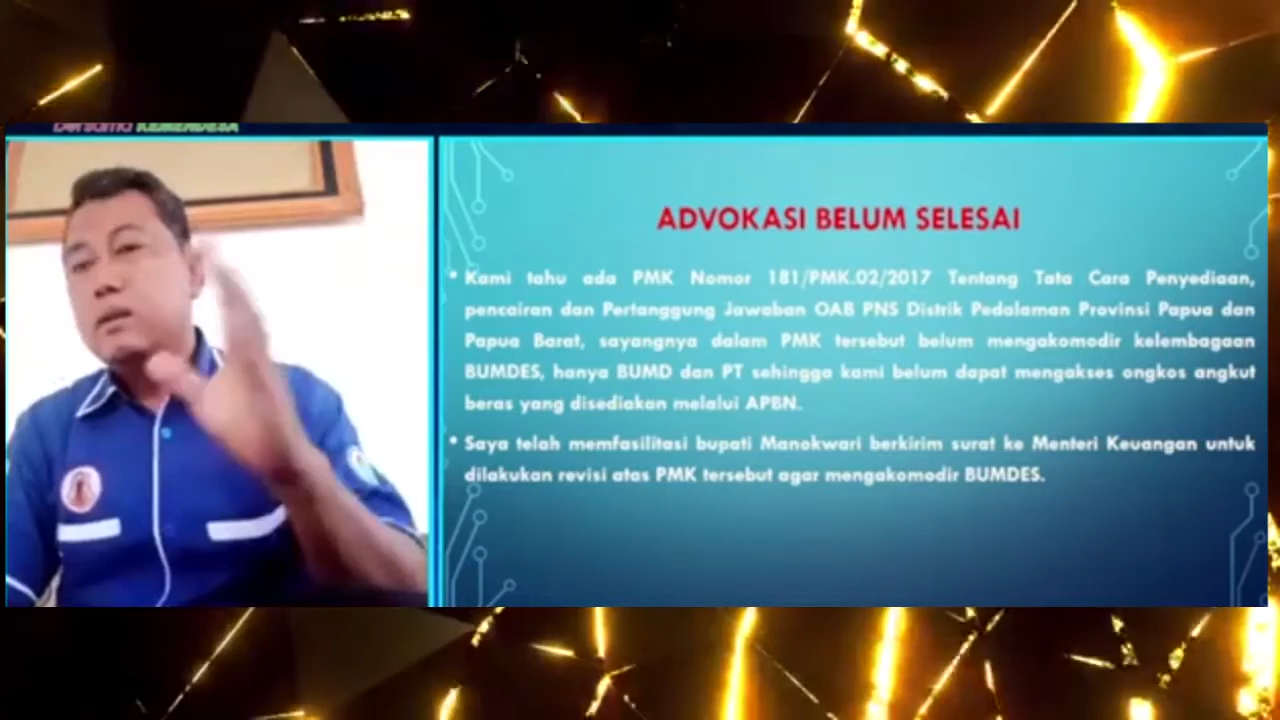 KEMENDESA
ADVOKASI BELUM SELESAI
• Kami tahu ada PMK Nomor 181/PMK.02/2017 Tentang Tata Cara Penyediaan,
pencairan dan Pertanggung Jawaban OAB PNS Distrik Pedalaman Provinsi Papua dan
Papua Barat, sayangnya dalam PMK tersebut belum mengakomodir kelembagaan
BUMDES, hanya BUMD dan PT sehingga kami belum dapat mengakses ongkos angkut
beras yang disediakan melalui APBN.
• Saya telah memfasilitasi bupati Manokwari berkirim surat ke Menteri Keuangan untuk
dilakukan revisi atas PMK tersebut agar mengakomodir BUMDES.